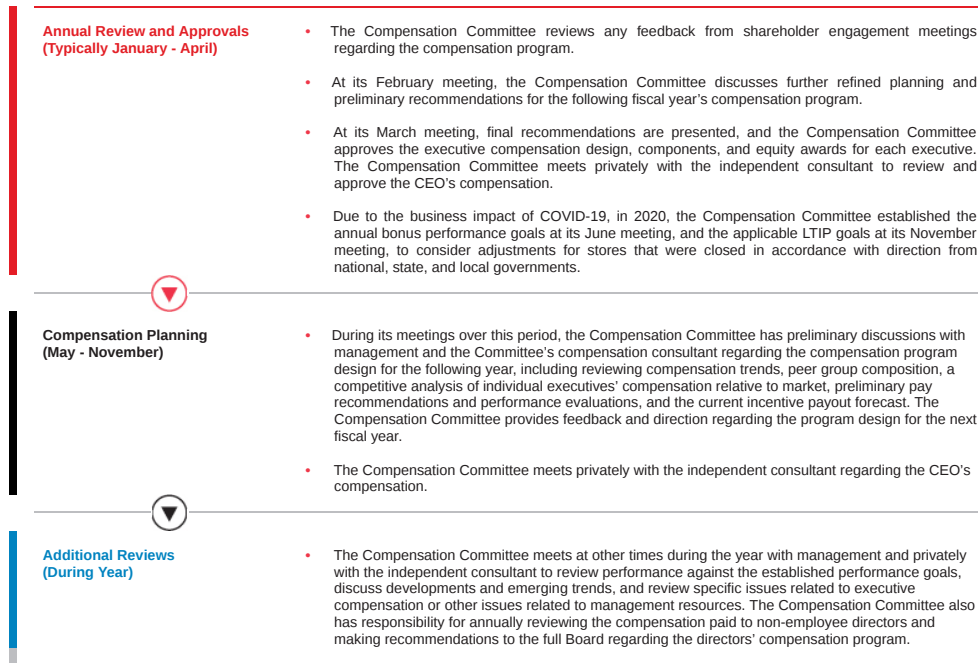 Annual Review and Approvals
(Typically January - April)
• The Compensation Committee reviews any feedback from shareholder engagement meetings
regarding the compensation program.
• At its February meeting, the Compensation Committee discusses further refined planning and
preliminary recommendations for the following fiscal year’s compensation program.
• At its March meeting, final recommendations are presented, and the Compensation Committee
approves the executive compensation design, components, and equity awards for each executive.
The Compensation Committee meets privately with the independent consultant to review and
approve the CEO’s compensation.
• Due to the business impact of COVID-19, in 2020, the Compensation Committee established the
annual bonus performance goals at its June meeting, and the applicable LTIP goals at its November
meeting, to consider adjustments for stores that were closed in accordance with direction from
national, state, and local governments.
Compensation Planning
(May - November)
• During its meetings over this period, the Compensation Committee has preliminary discussions with
management and the Committee’s compensation consultant regarding the compensation program
design for the following year, including reviewing compensation trends, peer group composition, a
competitive analysis of individual executives’ compensation relative to market, preliminary pay
recommendations and performance evaluations, and the current incentive payout forecast. The
Compensation Committee provides feedback and direction regarding the program design for the next
fiscal year.
• The Compensation Committee meets privately with the independent consultant regarding the CEO’s
compensation.
Additional Reviews
(During Year)
• The Compensation Committee meets at other times during the year with management and privately
with the independent consultant to review performance against the established performance goals,
discuss developments and emerging trends, and review specific issues related to executive
compensation or other issues related to management resources. The Compensation Committee also
has responsibility for annually reviewing the compensation paid to non-employee directors and
making recommendations to the full Board regarding the directors’ compensation program.